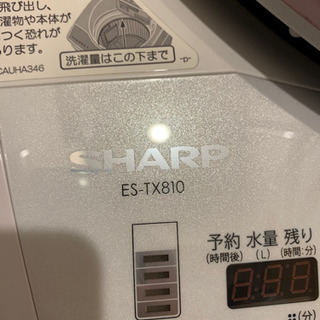 飛び出し、
濯物や本体が
つく恐れが
あります。
CAUHA346
洗濯量はこの下まで
SHARP
ES-TX810
予約 水量 残り
(時間後) (L) (時間:分)
(分)